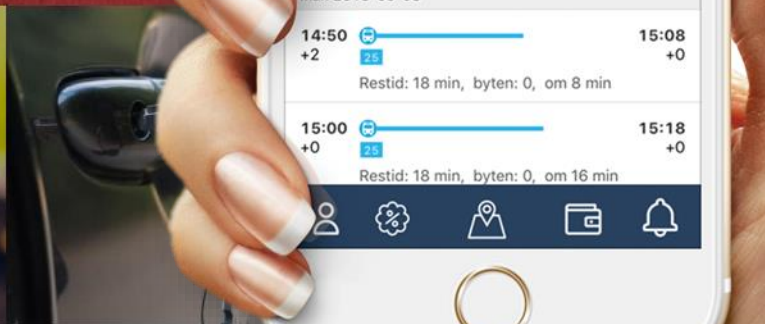 14:50 15:08
+2 25 +0
Restid: 18 min, byten: 0, om 8 min
15:00 15:18
+0 25 +0
Restid: 18 min, byten: 0, om 16 min